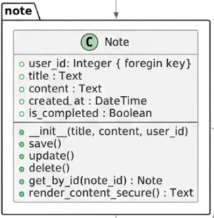 note
C Note
user_id: Integer { foregin key}
title : Text
content : Text
created_at : DateTime
is_completed : Boolean
__init__(title, content, user_id)
save()
update()
delete()
get_by_id(note_id) : Note
render_content_secure() : Text